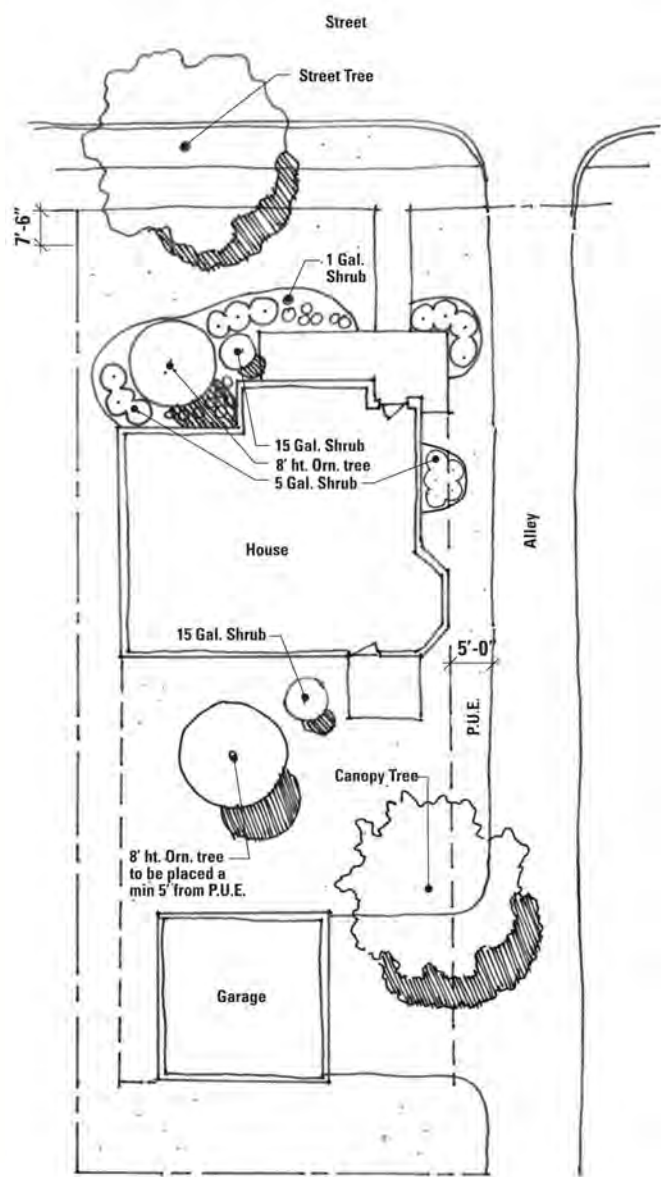 Street
Street Tree
7'-6"
1 Gal.
Shrub
15 Gal. Shrub
8' ht. Orn. tree
5 Gal. Shrub
House
Alley
15 Gal. Shrub
5'-0"
P.U.E.
Canopy Tree
8' ht. Orn. tree
to be placed a
min 5' from P.U.E.
Garage